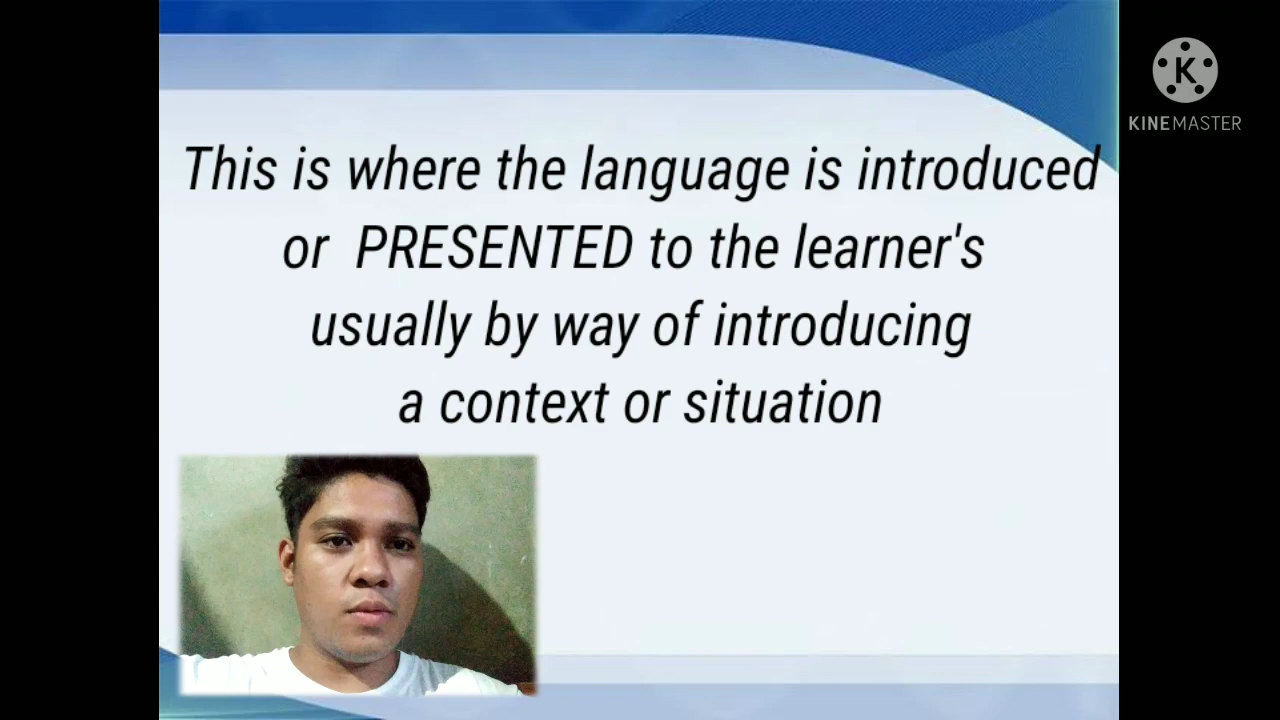 This is where the language is introduced
or PRESENTED to the learner's
usually by way of introducing
a context or situation
K
KINEMASTER